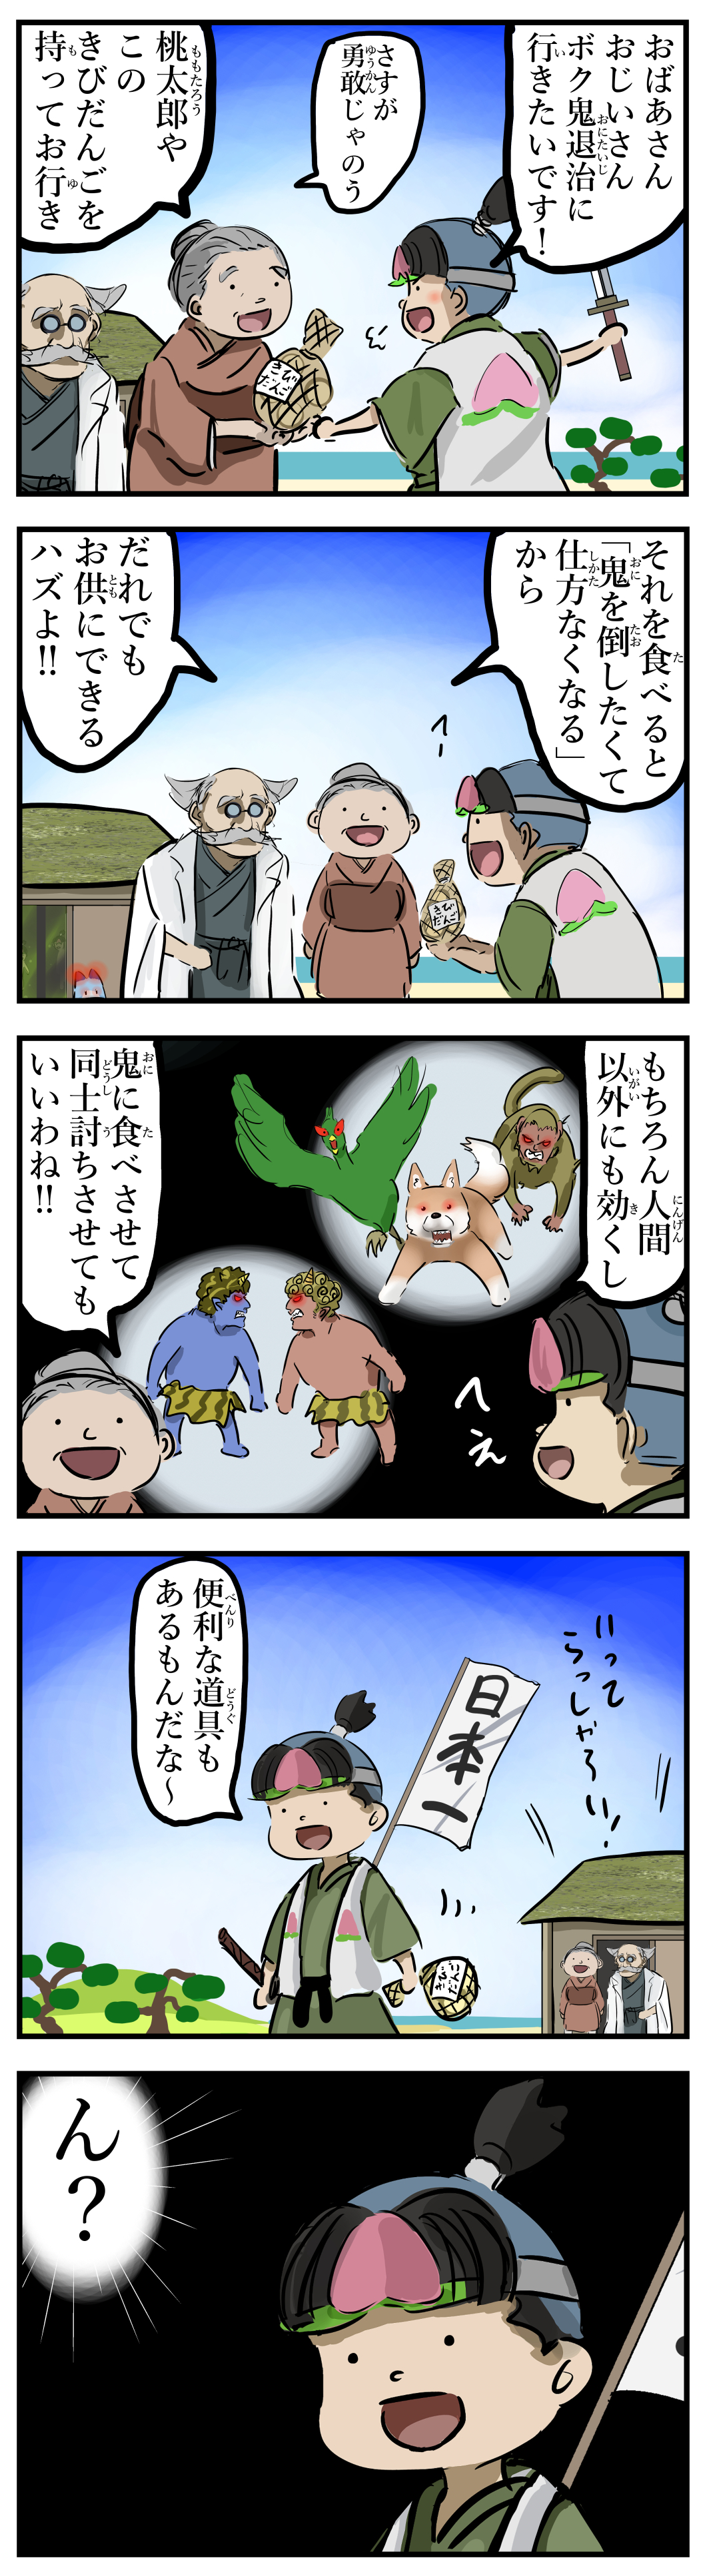 おばあさん
おじいさん
ボク鬼退治に
行きたいです！
さすが
勇敢じゃのう
桃太郎や
この
きびだんごを
持ってお行き
きび
だんご
それを食べると
「鬼を倒したくて
仕方なくなる」
から
だれでも
お供にできる
ハズよ!!
きび
だんご
もちろん人間
以外にも効くし
へえ
鬼に食べさせて
同士討ちさせても
いいわね!!
いって
らっしゃーい!
日本一
便利な道具も
あるもんだな～
ん？